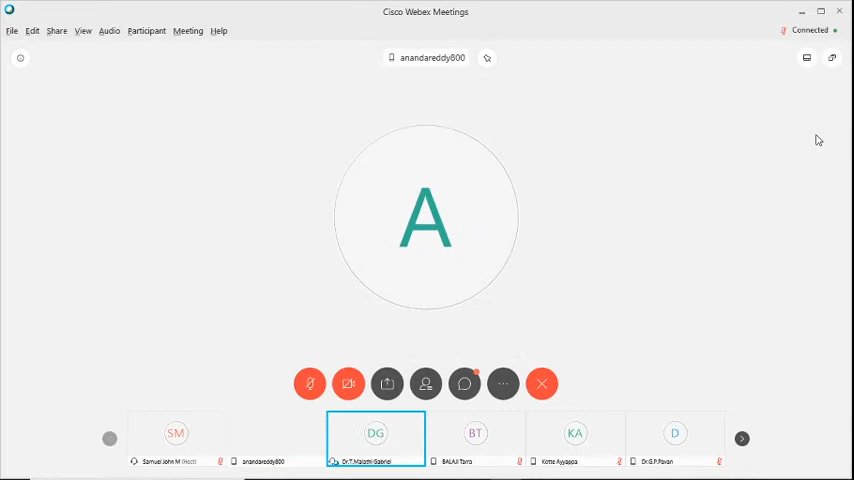 Cisco Webex Meetings
File Edit Share View Audio Participant Meeting Help
Connected
anandareddy800
A
SM DG BT KA D
Samuel John M (Host) anandareddy800 Dr.T.Malathi Gabriel BALAJI Tarra Kotte Ayyappa Dr.G.P.Pavan